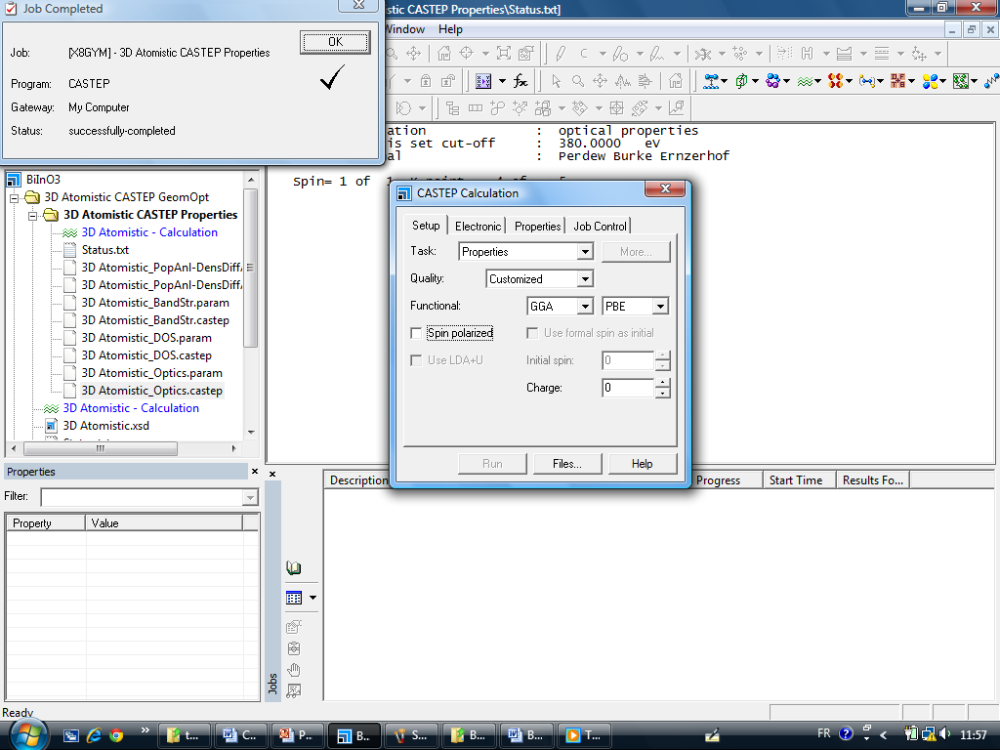 Job Completed
Job: [X8GYM] - 3D Atomistic CASTEP Properties
OK
Program: CASTEP
Gateway: My Computer
Status: successfully-completed
istic CASTEP Properties\Status.txt]
Window Help
ation : optical properties
is set cut-off : 380.0000 eV
al : Perdew Burke Ernzerhof
Spin= 1 of 1
BiInO3
3D Atomistic CASTEP GeomOpt
3D Atomistic CASTEP Properties
3D Atomistic - Calculation
Status.txt
3D Atomistic_PopAnl-DensDiff
3D Atomistic_PopAnl-DensDiff
3D Atomistic_BandStr.param
3D Atomistic_BandStr.castep
3D Atomistic_DOS.param
3D Atomistic_DOS.castep
3D Atomistic_Optics.param
3D Atomistic_Optics.castep
3D Atomistic - Calculation
3D Atomistic.xsd
CASTEP Calculation
Setup Electronic Properties Job Control
Task: Properties More...
Quality: Customized
Functional: GGA PBE
Spin polarized Use formal spin as initial
Use LDA+U Initial spin: 0
Charge: 0
Run Files... Help
Properties
Filter:
Property Value
Description Progress Start Time Results Fo...
Jobs
Ready
t... C... P... B... S... B... B... T...
FR 11:57